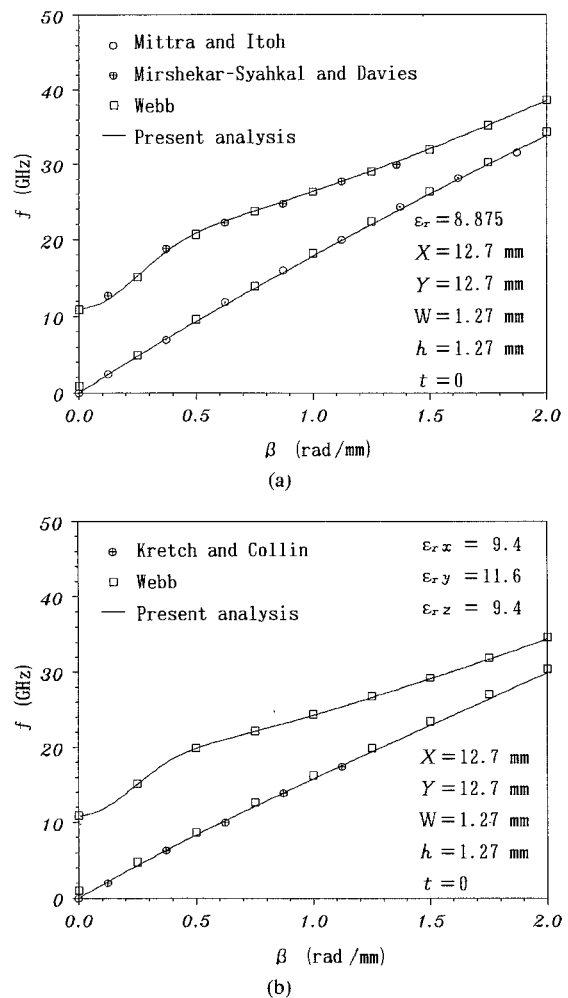 50
○ Mittra and Itoh
⊕ Mirshekar-Syahkal and Davies
□ Webb
— Present analysis
40
30
20
10
0
f (GHz)
εr = 8.875
X = 12.7 mm
Y = 12.7 mm
W = 1.27 mm
h = 1.27 mm
t = 0
0.0 0.5 1.0 1.5 2.0
β (rad/mm)
(a)
50
⊕ Kretch and Collin
□ Webb
— Present analysis
εr x = 9.4
εr y = 11.6
εr z = 9.4
40
30
20
10
0
f (GHz)
X = 12.7 mm
Y = 12.7 mm
W = 1.27 mm
h = 1.27 mm
t = 0
0.0 0.5 1.0 1.5 2.0
β (rad/mm)
(b)